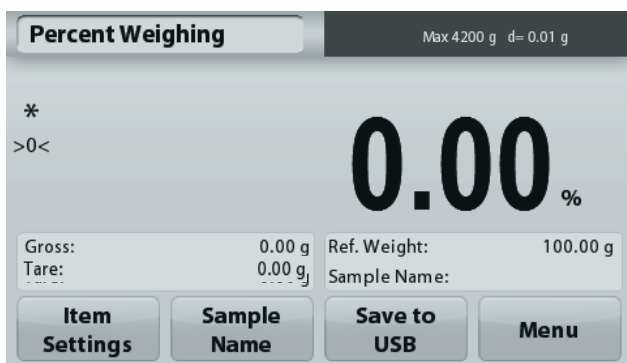 Percent Weighing
Max 4200 g d= 0.01 g
*
>0<
0.00 %
Gross: 0.00 g
Tare: 0.00 g
Ref. Weight: 100.00 g
Sample Name:
Item Settings
Sample Name
Save to USB
Menu